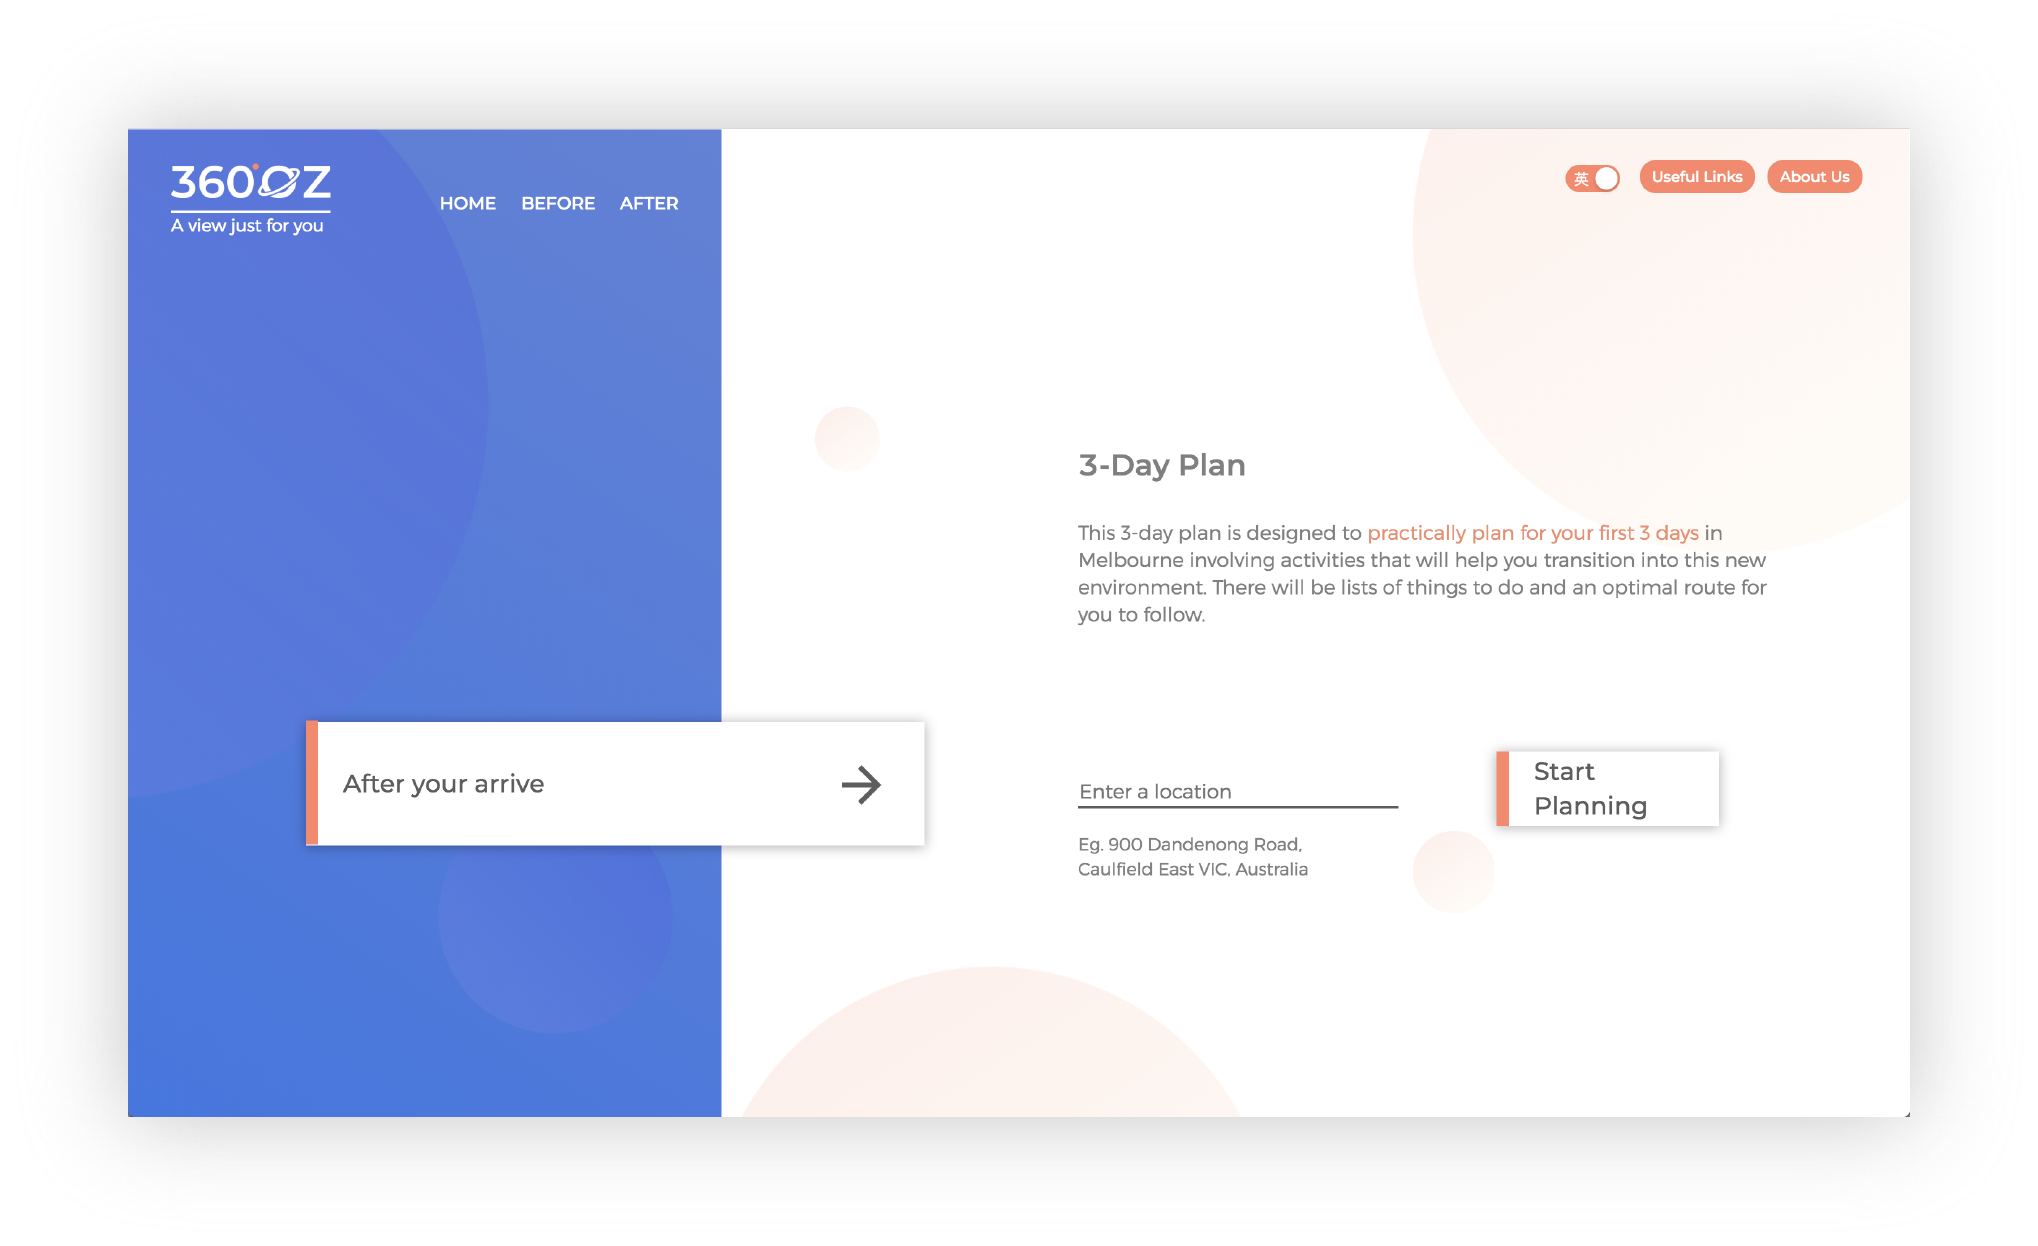 360°OZ
A view just for you
HOME BEFORE AFTER
英 Useful Links About Us
3-Day Plan
This 3-day plan is designed to practically plan for your first 3 days in
Melbourne involving activities that will help you transition into this new
environment. There will be lists of things to do and an optimal route for
you to follow.
After your arrive
Enter a location
Eg. 900 Dandenong Road,
Caulfield East VIC, Australia
Start
Planning